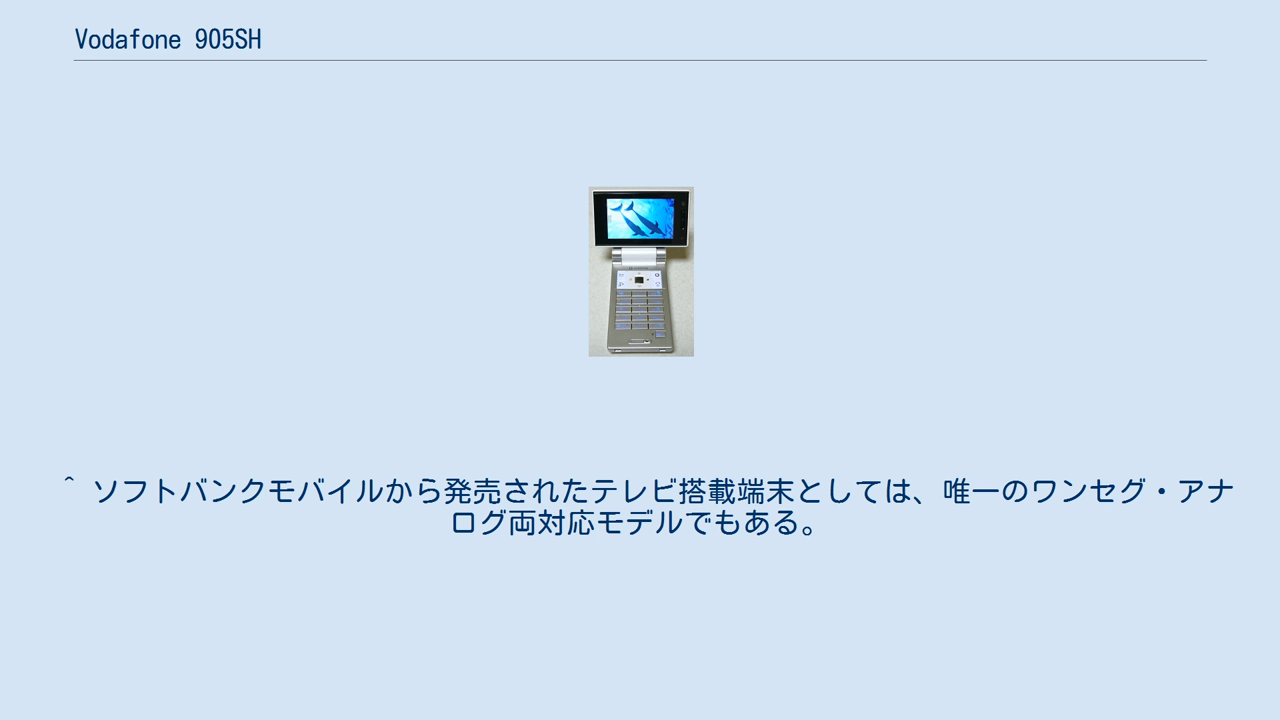 Vodafone 905SH
^ ソフトバンクモバイルから発売されたテレビ搭載端末としては、唯一のワンセグ・アナ
ログ両対応モデルでもある。